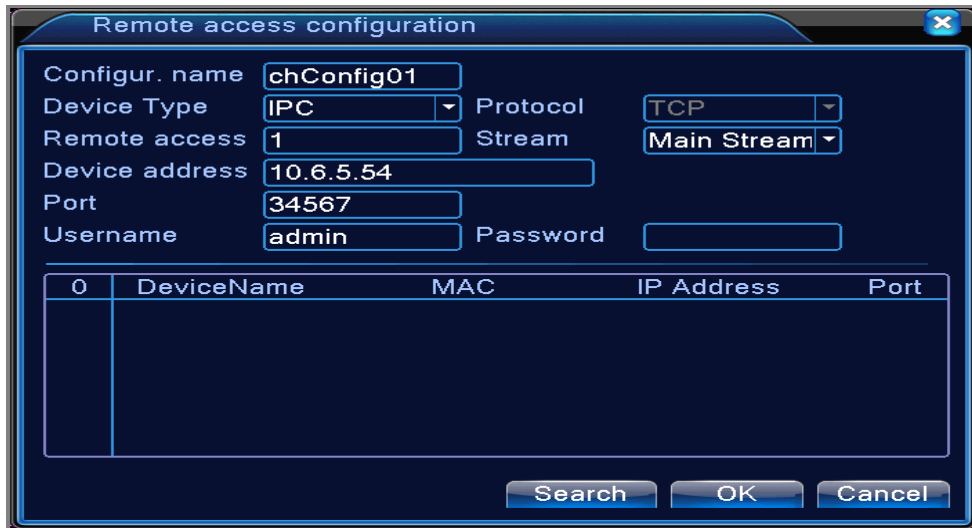 Remote access configuration
Configur. name chConfig01
Device Type IPC Protocol TCP
Remote access 1 Stream Main Stream
Device address 10.6.5.54
Port 34567
Username admin Password
0 DeviceName MAC IP Address Port
Search OK Cancel